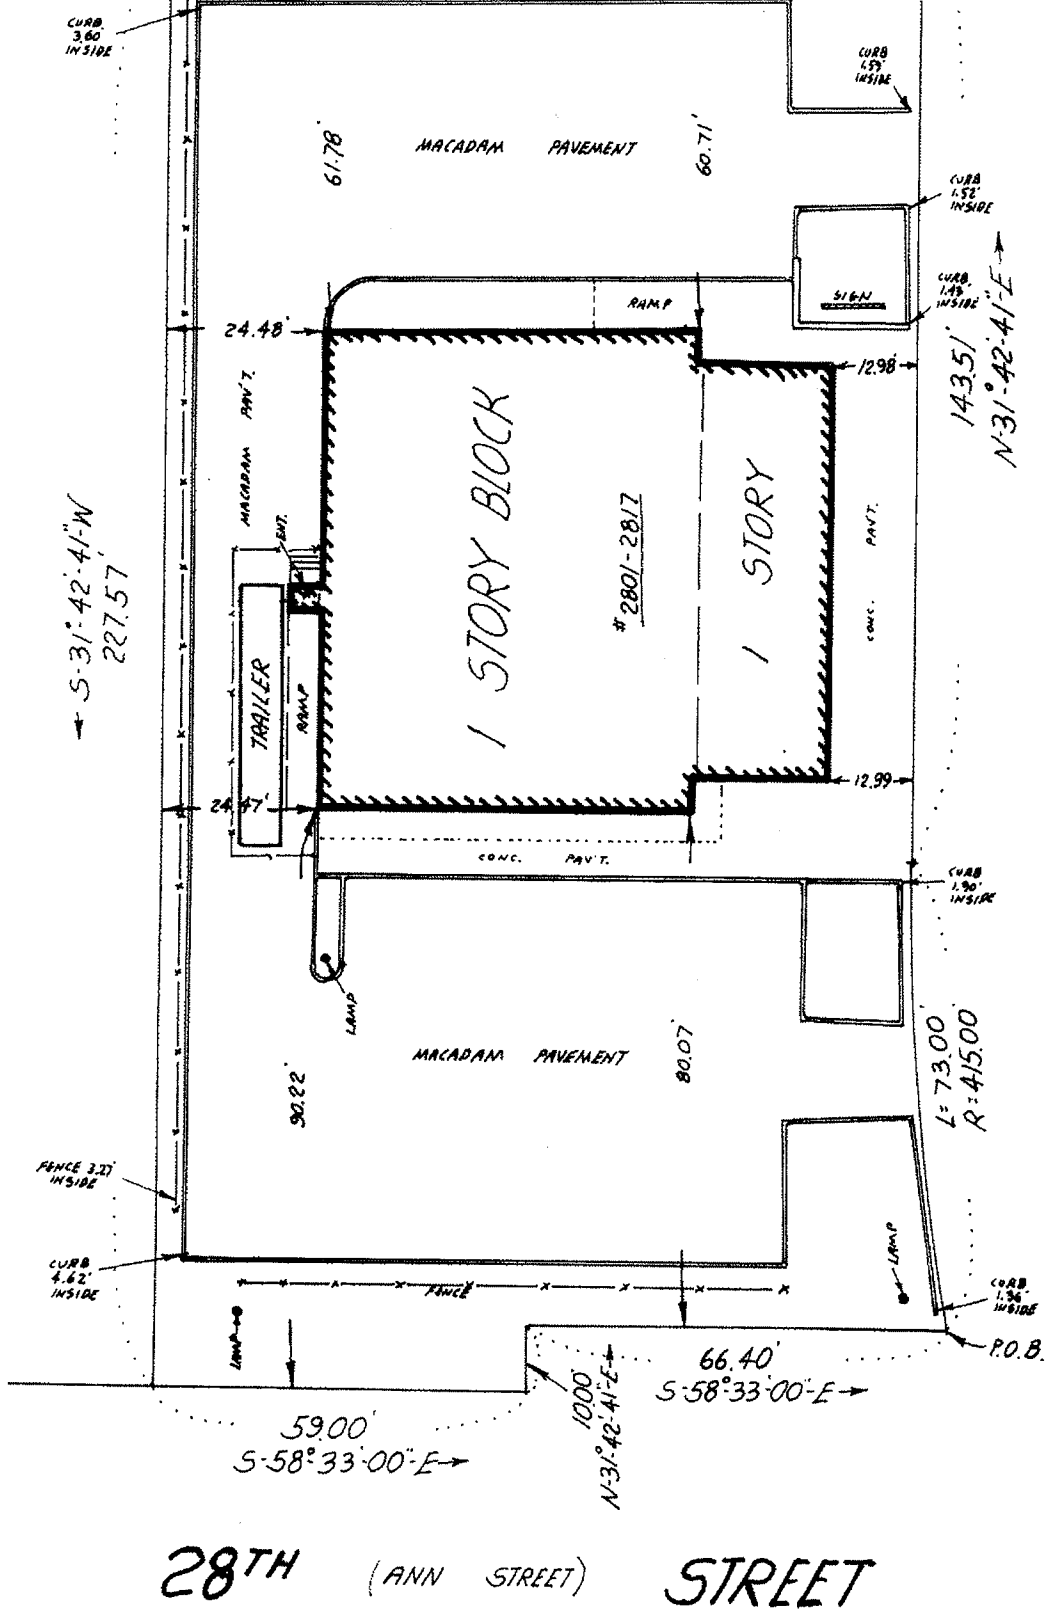 CURB
3.60'
INSIDE
CURB
1.59'
INSIDE
61.78'
MACADAM PAVEMENT
60.71'
CURB
1.52'
INSIDE
RAMP
SIGN
CURB
1.43'
INSIDE
24.48'
12.98'
143.51'
N-31°-42'-41"-E
MACADAM PAV'T.
1 STORY BLOCK
# 2801-2817
1 STORY
CONC. PAV'T.
ENT.
S-31°-42'-41"-W
227.57'
TRAILER
RAMP
24.47'
12.99
CONC. PAV'T.
CURB
1.90'
INSIDE
LAMP
MACADAM PAVEMENT
90.22'
80.07'
L=73.00'
R=415.00'
FENCE 3.27'
INSIDE
CURB
4.62'
INSIDE
FENCE
LAMP
LAMP
CURB
1.36'
INSIDE
P.O.B.
66.40'
S-58°-33'-00"-E
10.00'
N-31°-42'-41"-E
59.00'
S-58°-33'-00"-E
28TH (ANN STREET) STREET